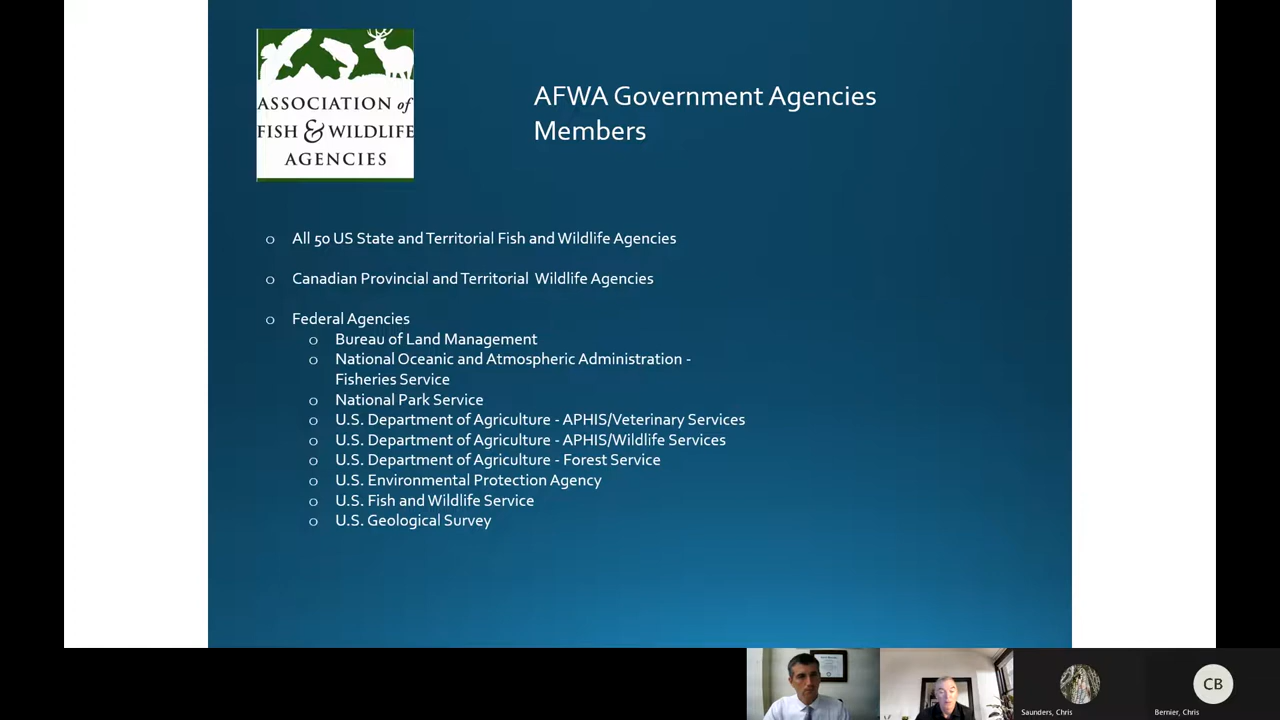 ASSOCIATION of
FISH & WILDLIFE
AGENCIES
AFWA Government Agencies
Members
o All 50 US State and Territorial Fish and Wildlife Agencies
o Canadian Provincial and Territorial Wildlife Agencies
o Federal Agencies
o Bureau of Land Management
o National Oceanic and Atmospheric Administration -
Fisheries Service
o National Park Service
o U.S. Department of Agriculture - APHIS/Veterinary Services
o U.S. Department of Agriculture - APHIS/Wildlife Services
o U.S. Department of Agriculture - Forest Service
o U.S. Environmental Protection Agency
o U.S. Fish and Wildlife Service
o U.S. Geological Survey
CB
Saunders, Chris
Bernier, Chris